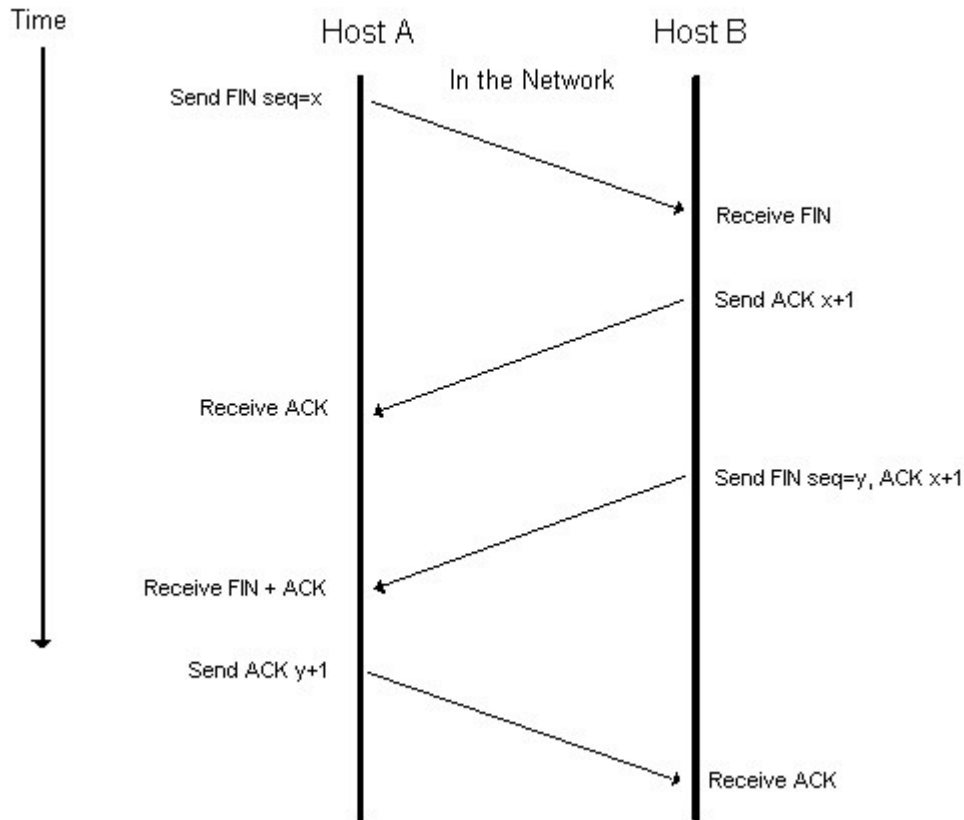 Time
Host A
Host B
In the Network
Send FIN seq=x
Receive FIN
Send ACK x+1
Receive ACK
Send FIN seq=y, ACK x+1
Receive FIN + ACK
Send ACK y+1
Receive ACK